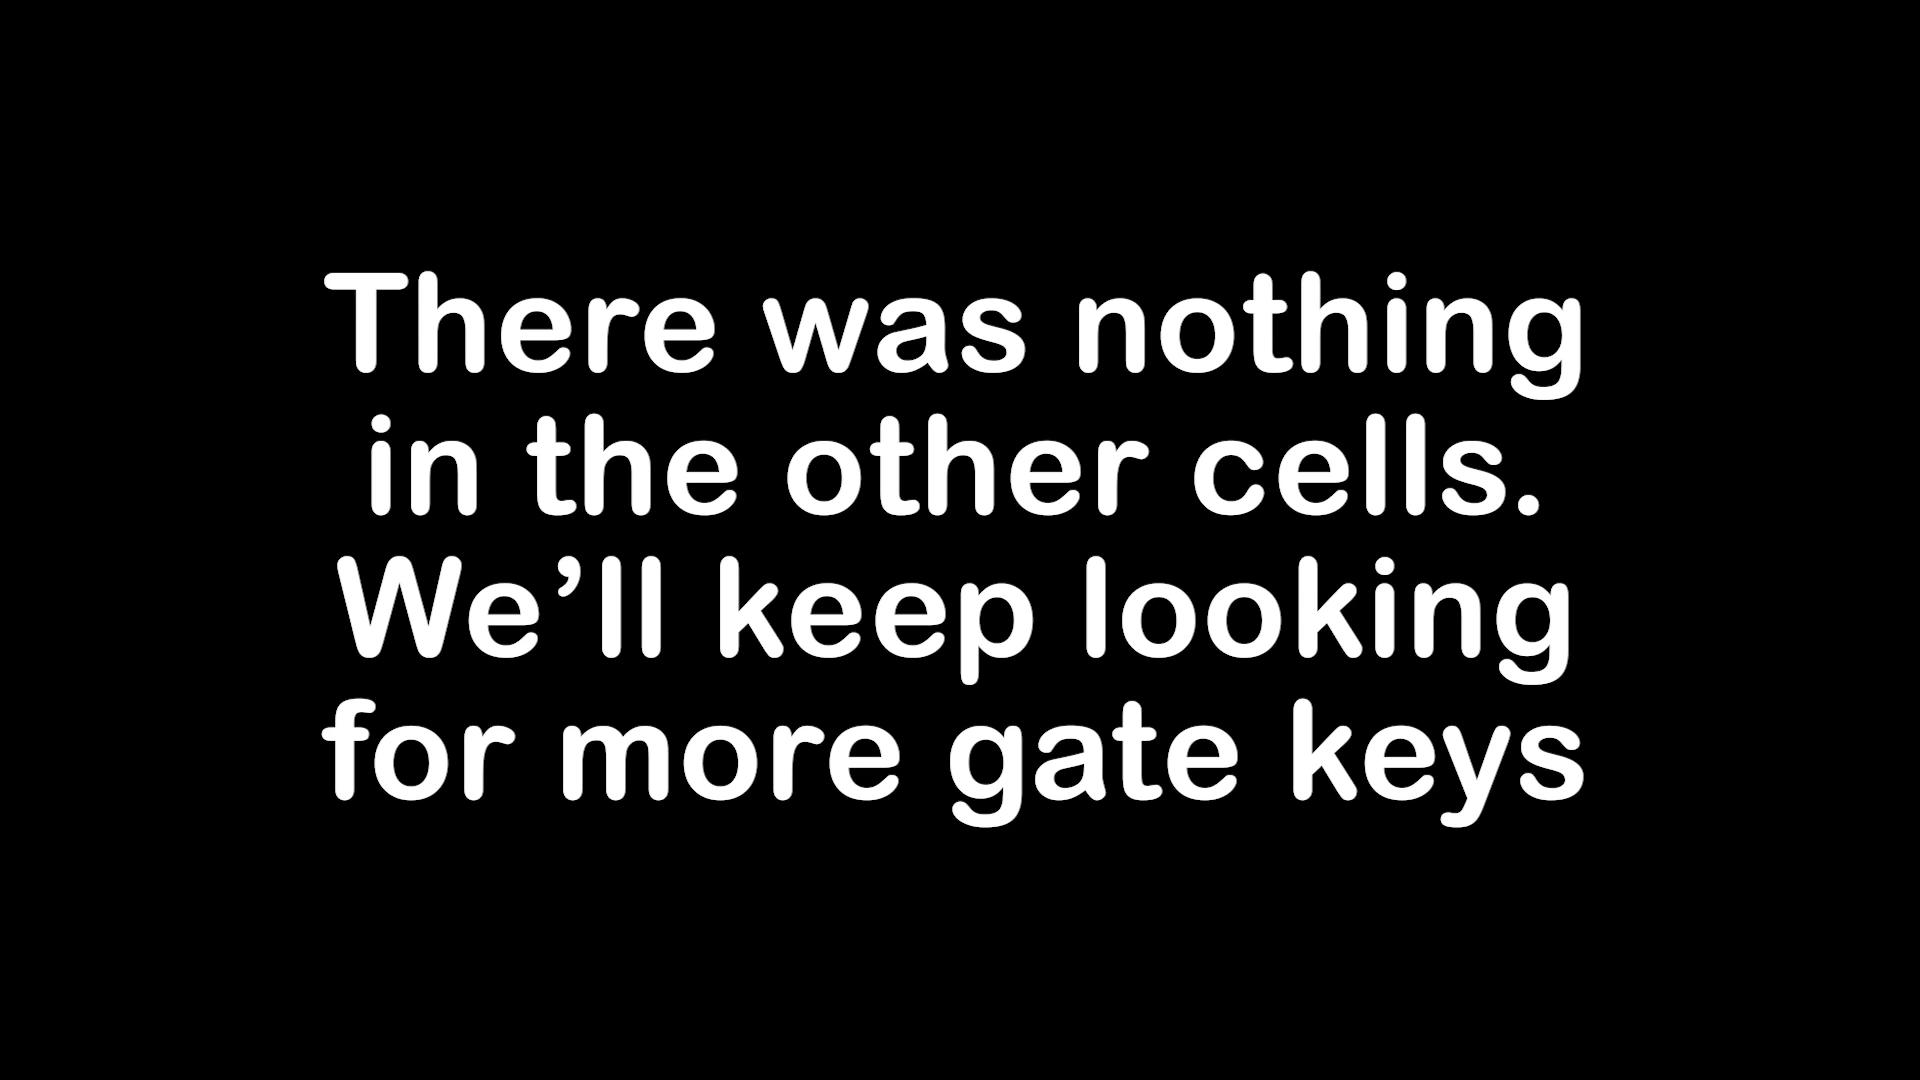 There was nothing
in the other cells.
We’ll keep looking
for more gate keys